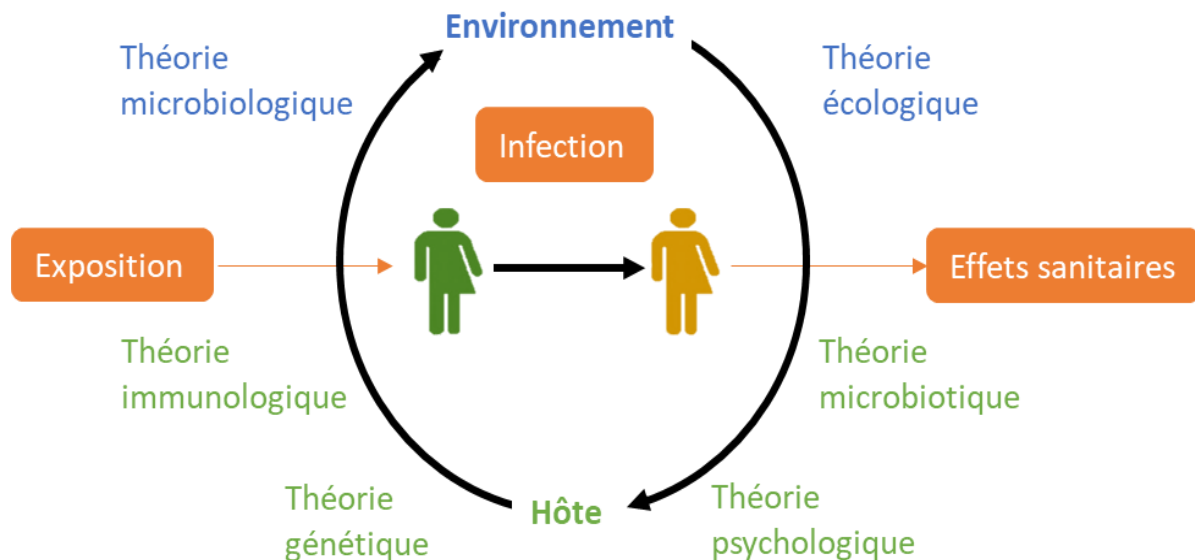 Environnement
Théorie
microbiologique
Théorie
écologique
Infection
Exposition
Effets sanitaires
Théorie
immunologique
Théorie
microbiotique
Théorie
génétique
Hôte
Théorie
psychologique